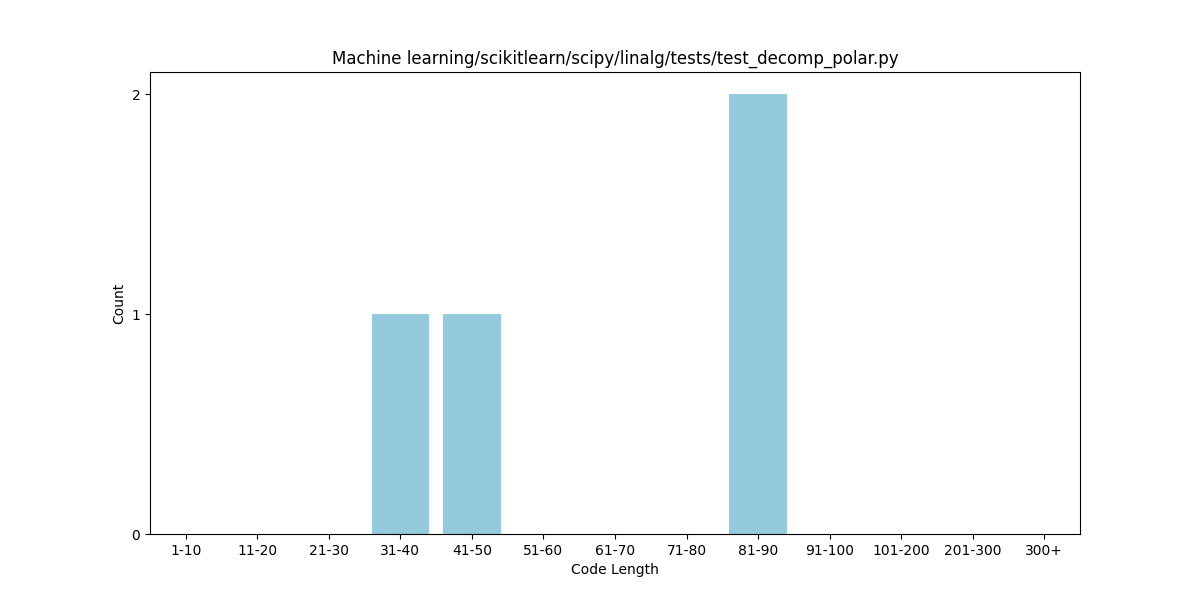 Machine learning/scikitlearn/scipy/linalg/tests/test_decomp_polar.py
2
1
0
Count
1-10 11-20 21-30 31-40 41-50 51-60 61-70 71-80 81-90 91-100 101-200 201-300 300+
Code Length